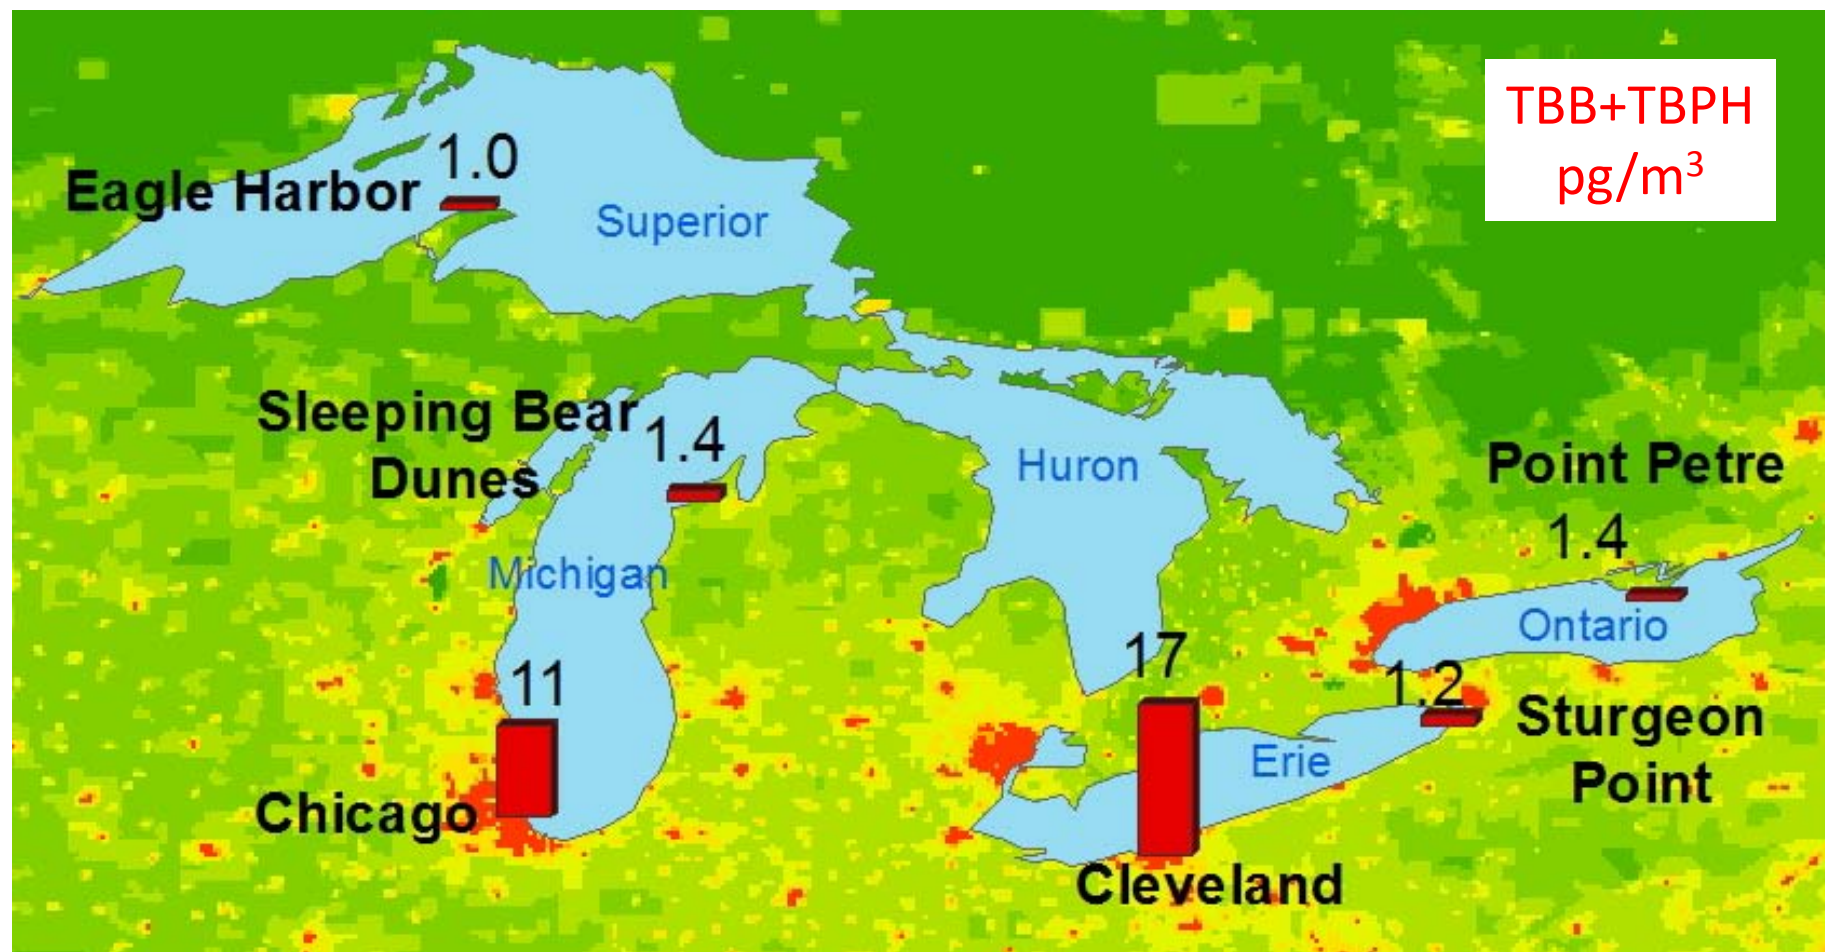 TBB+TBPH
pg/m³
1.0
Eagle Harbor
Superior
Sleeping Bear
Dunes
1.4
Huron
Point Petre
1.4
Michigan
Ontario
17
11
1.2
Sturgeon
Point
Erie
Chicago
Cleveland